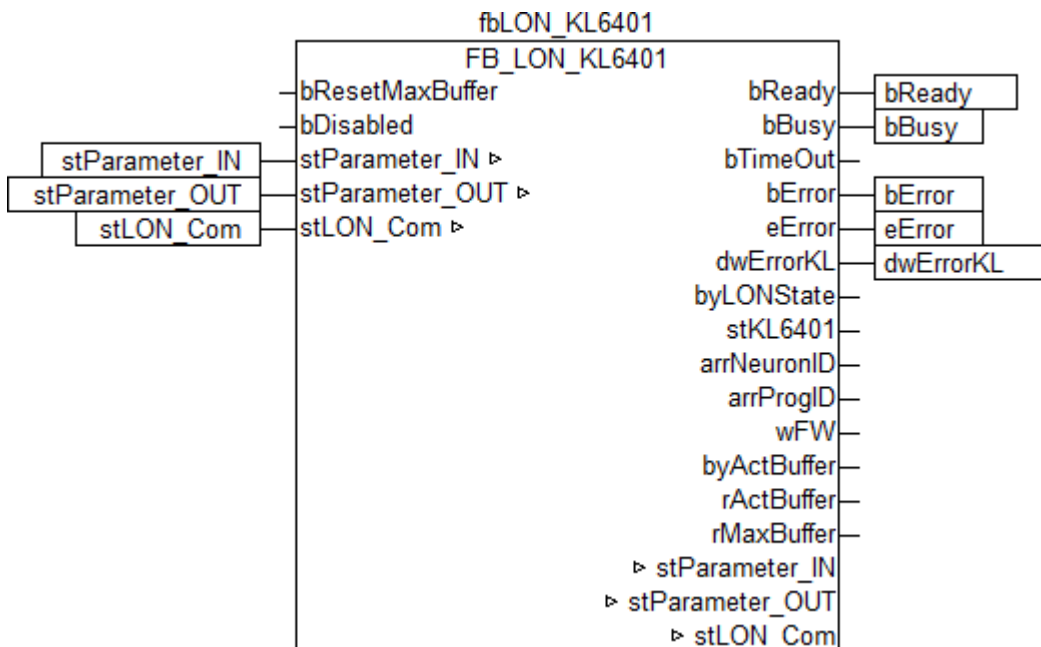 fbLON_KL6401
FB_LON_KL6401
bResetMaxBuffer bReady bReady
bDisabled bBusy bBusy
stParameter_IN stParameter_IN bTimeOut
stParameter_OUT stParameter_OUT bError bError
stLON_Com stLON_Com eError eError
dwErrorKL dwErrorKL
byLONState
stKL6401
arrNeuronID
arrProgID
wFW
byActBuffer
rActBuffer
rMaxBuffer
stParameter_IN
stParameter_OUT
stLON_Com